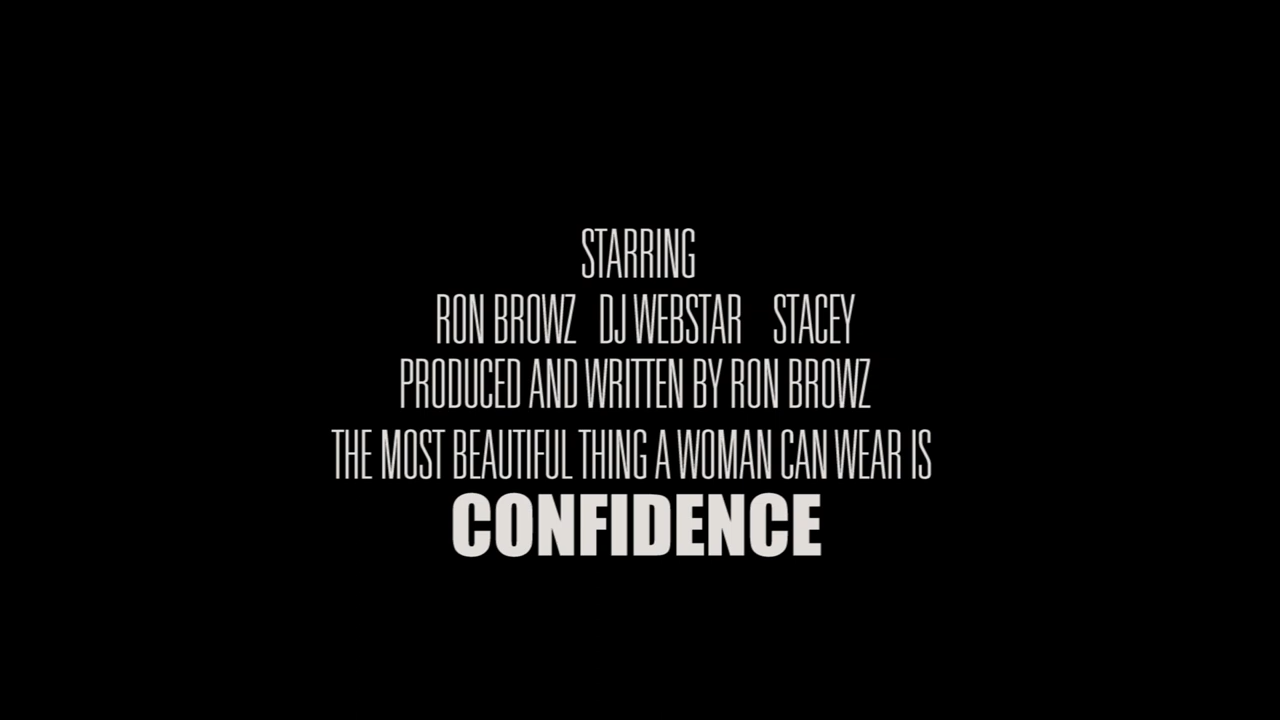 STARRING
RON BROWZ DJ WEBSTAR STACEY
PRODUCED AND WRITTEN BY RON BROWZ
THE MOST BEAUTIFUL THING A WOMAN CAN WEAR IS
CONFIDENCE